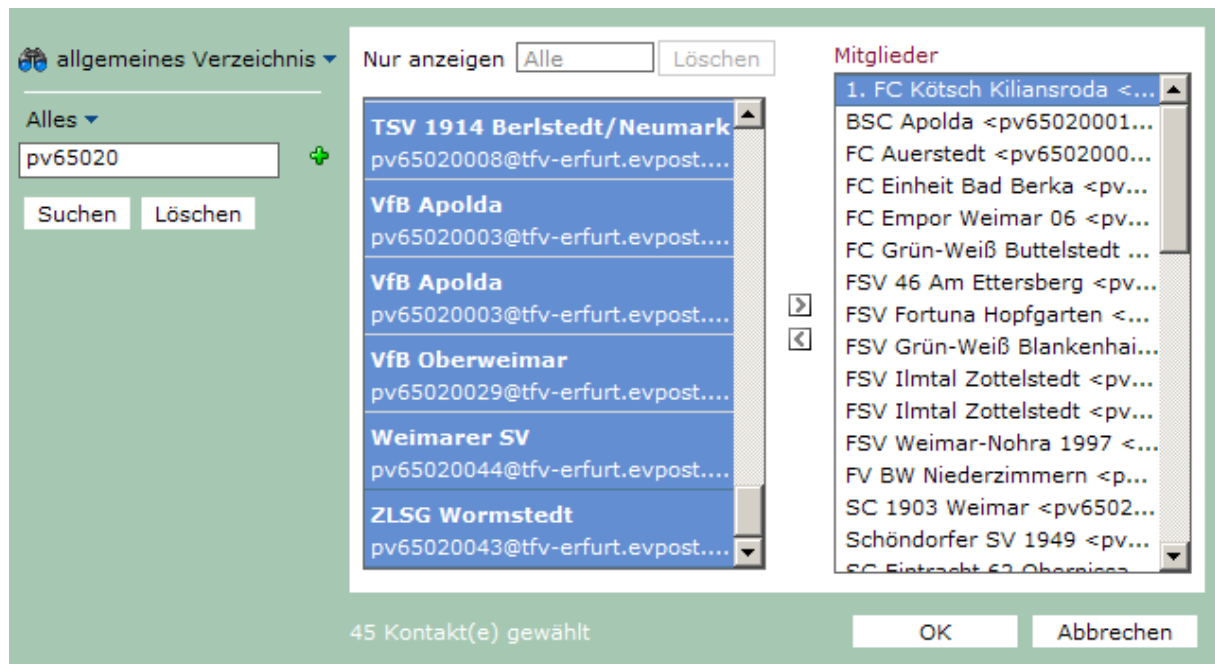 allgemeines Verzeichnis
Alles
pv65020
Suchen Löschen
Nur anzeigen Alle Löschen
TSV 1914 Berlstedt/Neumark
pv65020008@tfv-erfurt.evpost....
VfB Apolda
pv65020003@tfv-erfurt.evpost....
VfB Apolda
pv65020003@tfv-erfurt.evpost....
VfB Oberweimar
pv65020029@tfv-erfurt.evpost....
Weimarer SV
pv65020044@tfv-erfurt.evpost....
ZLSG Wormstedt
pv65020043@tfv-erfurt.evpost....
Mitglieder
1. FC Kötsch Kiliansroda <...
BSC Apolda <pv65020001...
FC Auerstedt <pv6502000...
FC Einheit Bad Berka <pv...
FC Empor Weimar 06 <pv...
FC Grün-Weiß Buttelstedt ...
FSV 46 Am Ettersberg <pv...
FSV Fortuna Hopfgarten <...
FSV Grün-Weiß Blankenhai...
FSV Ilmtal Zottelstedt <pv...
FSV Ilmtal Zottelstedt <pv...
FSV Weimar-Nohra 1997 <...
FV BW Niederzimmern <p...
SC 1903 Weimar <pv6502...
Schöndorfer SV 1949 <pv...
SG Eintracht 62 Obernissa
45 Kontakt(e) gewählt
OK Abbrechen